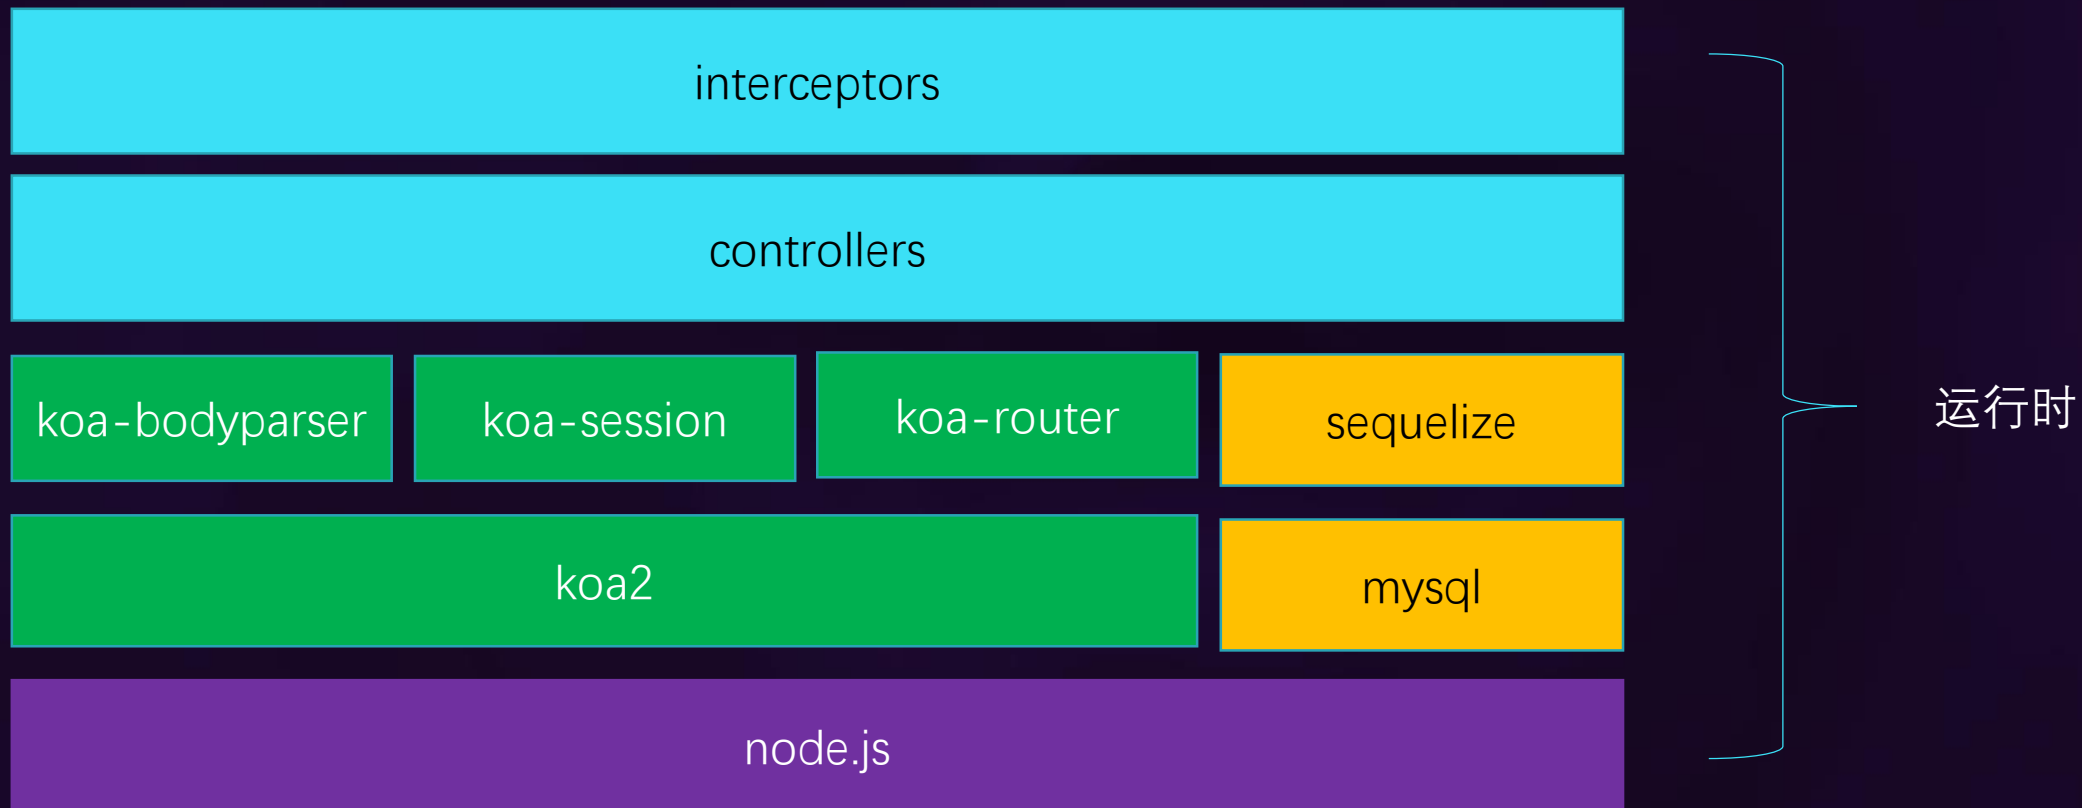 interceptors
controllers
koa-bodyparser
koa-session
koa-router
sequelize
运行时
koa2
mysql
node.js